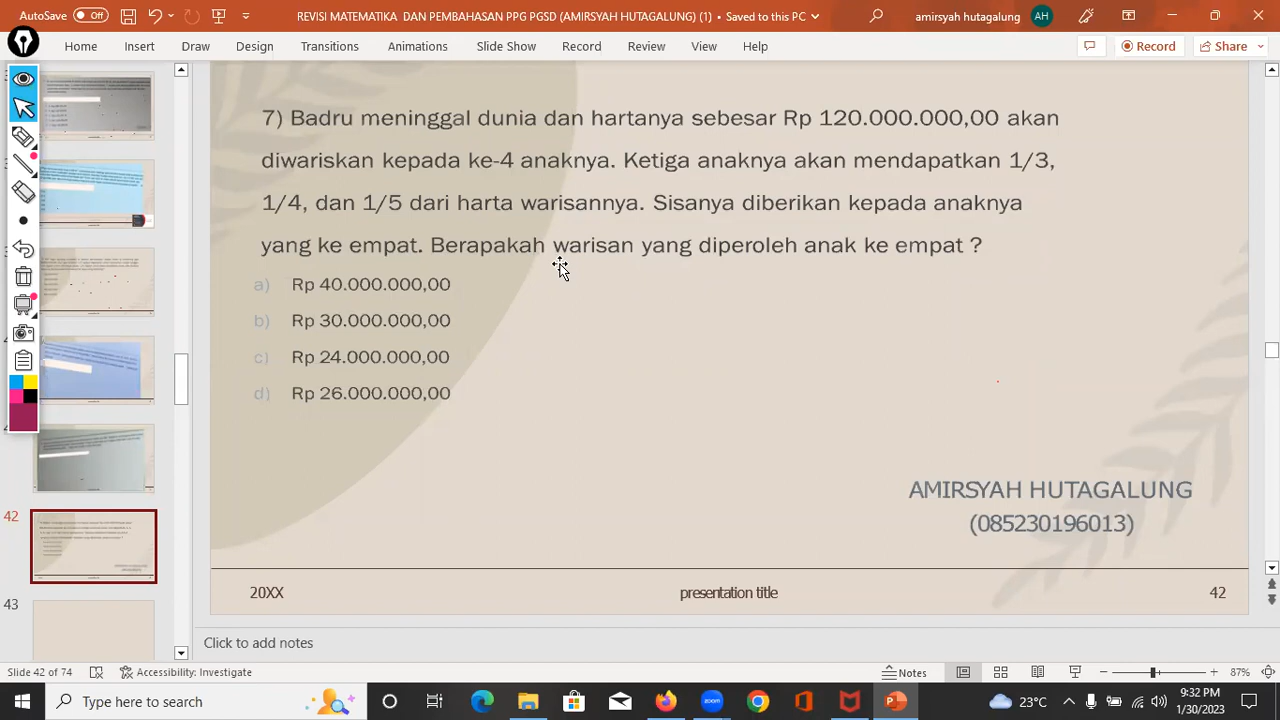 AutoSave Off REVISI MATEMATIKA DAN PEMBAHASAN PPG PGSD (AMIRSYAH HUTAGALUNG) (1) • Saved to this PC amirsyah hutagalung AH
Home Insert Draw Design Transitions Animations Slide Show Record Review View Help Record Share
7) Badru meninggal dunia dan hartanya sebesar Rp 120.000.000,00 akan
diwariskan kepada ke-4 anaknya. Ketiga anaknya akan mendapatkan 1/3,
1/4, dan 1/5 dari harta warisannya. Sisanya diberikan kepada anaknya
yang ke empat. Berapakah warisan yang diperoleh anak ke empat ?
a) Rp 40.000.000,00
b) Rp 30.000.000,00
c) Rp 24.000.000,00
d) Rp 26.000.000,00
AMIRSYAH HUTAGALUNG
(085230196013)
20XX presentation title 42
42
43
Click to add notes
Slide 42 of 74 Accessibility: Investigate Notes 87%
Type here to search zoom 23°C 9:32 PM
1/30/2023